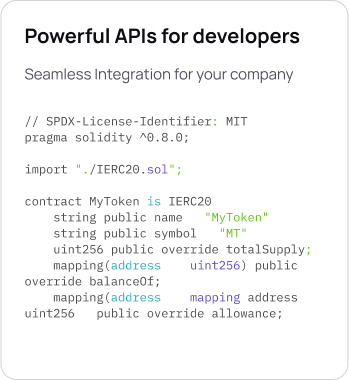 Powerful APIs for developers
Seamless Integration for your company
// SPDX-License-Identifier: MIT
pragma solidity ^0.8.0;
import "./IERC20.sol";
contract MyToken is IERC20
    string public name   "MyToken"
    string public symbol   "MT"
    uint256 public override totalSupply;
    mapping(address    uint256) public
override balanceOf;
    mapping(address    mapping address
uint256   public override allowance;